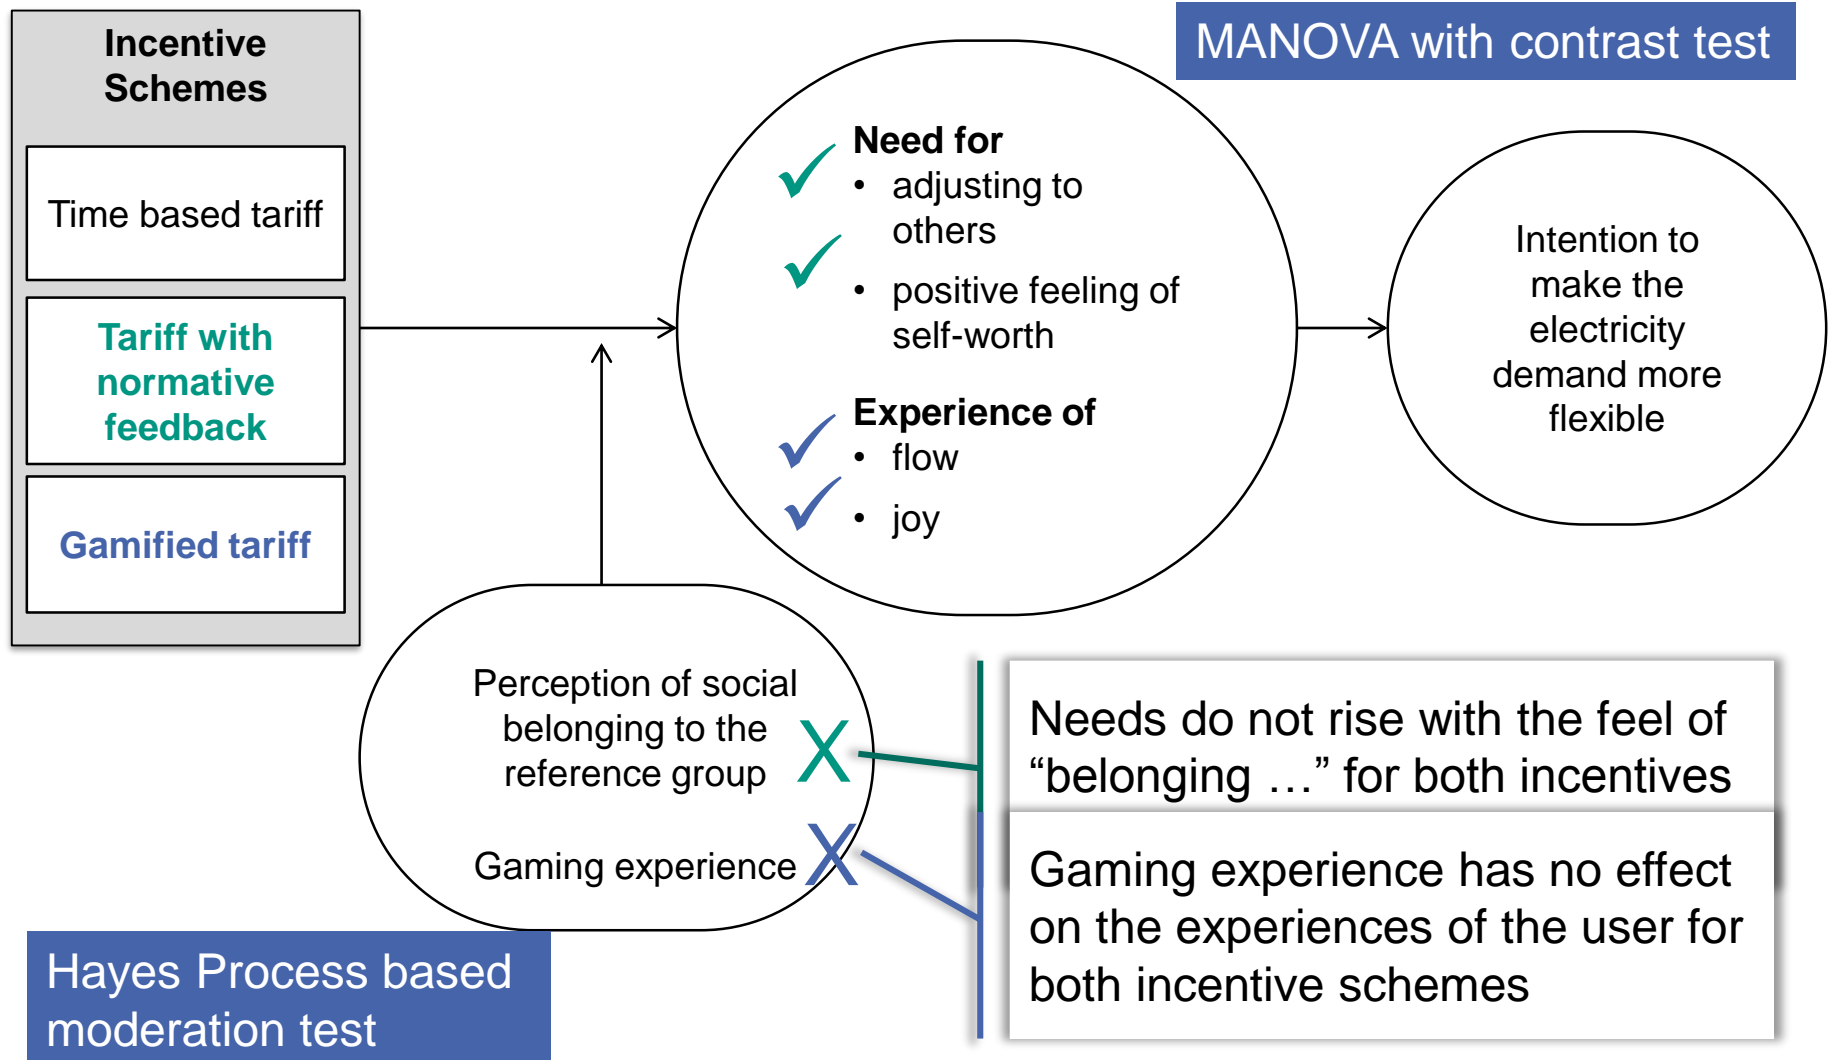 Incentive
Schemes
Time based tariff
Tariff with
normative
feedback
Gamified tariff
MANOVA with contrast test
Need for
• adjusting to
others
• positive feeling of
self-worth
Experience of
• flow
• joy
Intention to
make the
electricity
demand more
flexible
Perception of social
belonging to the
reference group
X
Gaming experience
X
Needs do not rise with the feel of
“belonging …” for both incentives
Gaming experience has no effect
on the experiences of the user for
both incentive schemes
Hayes Process based
moderation test